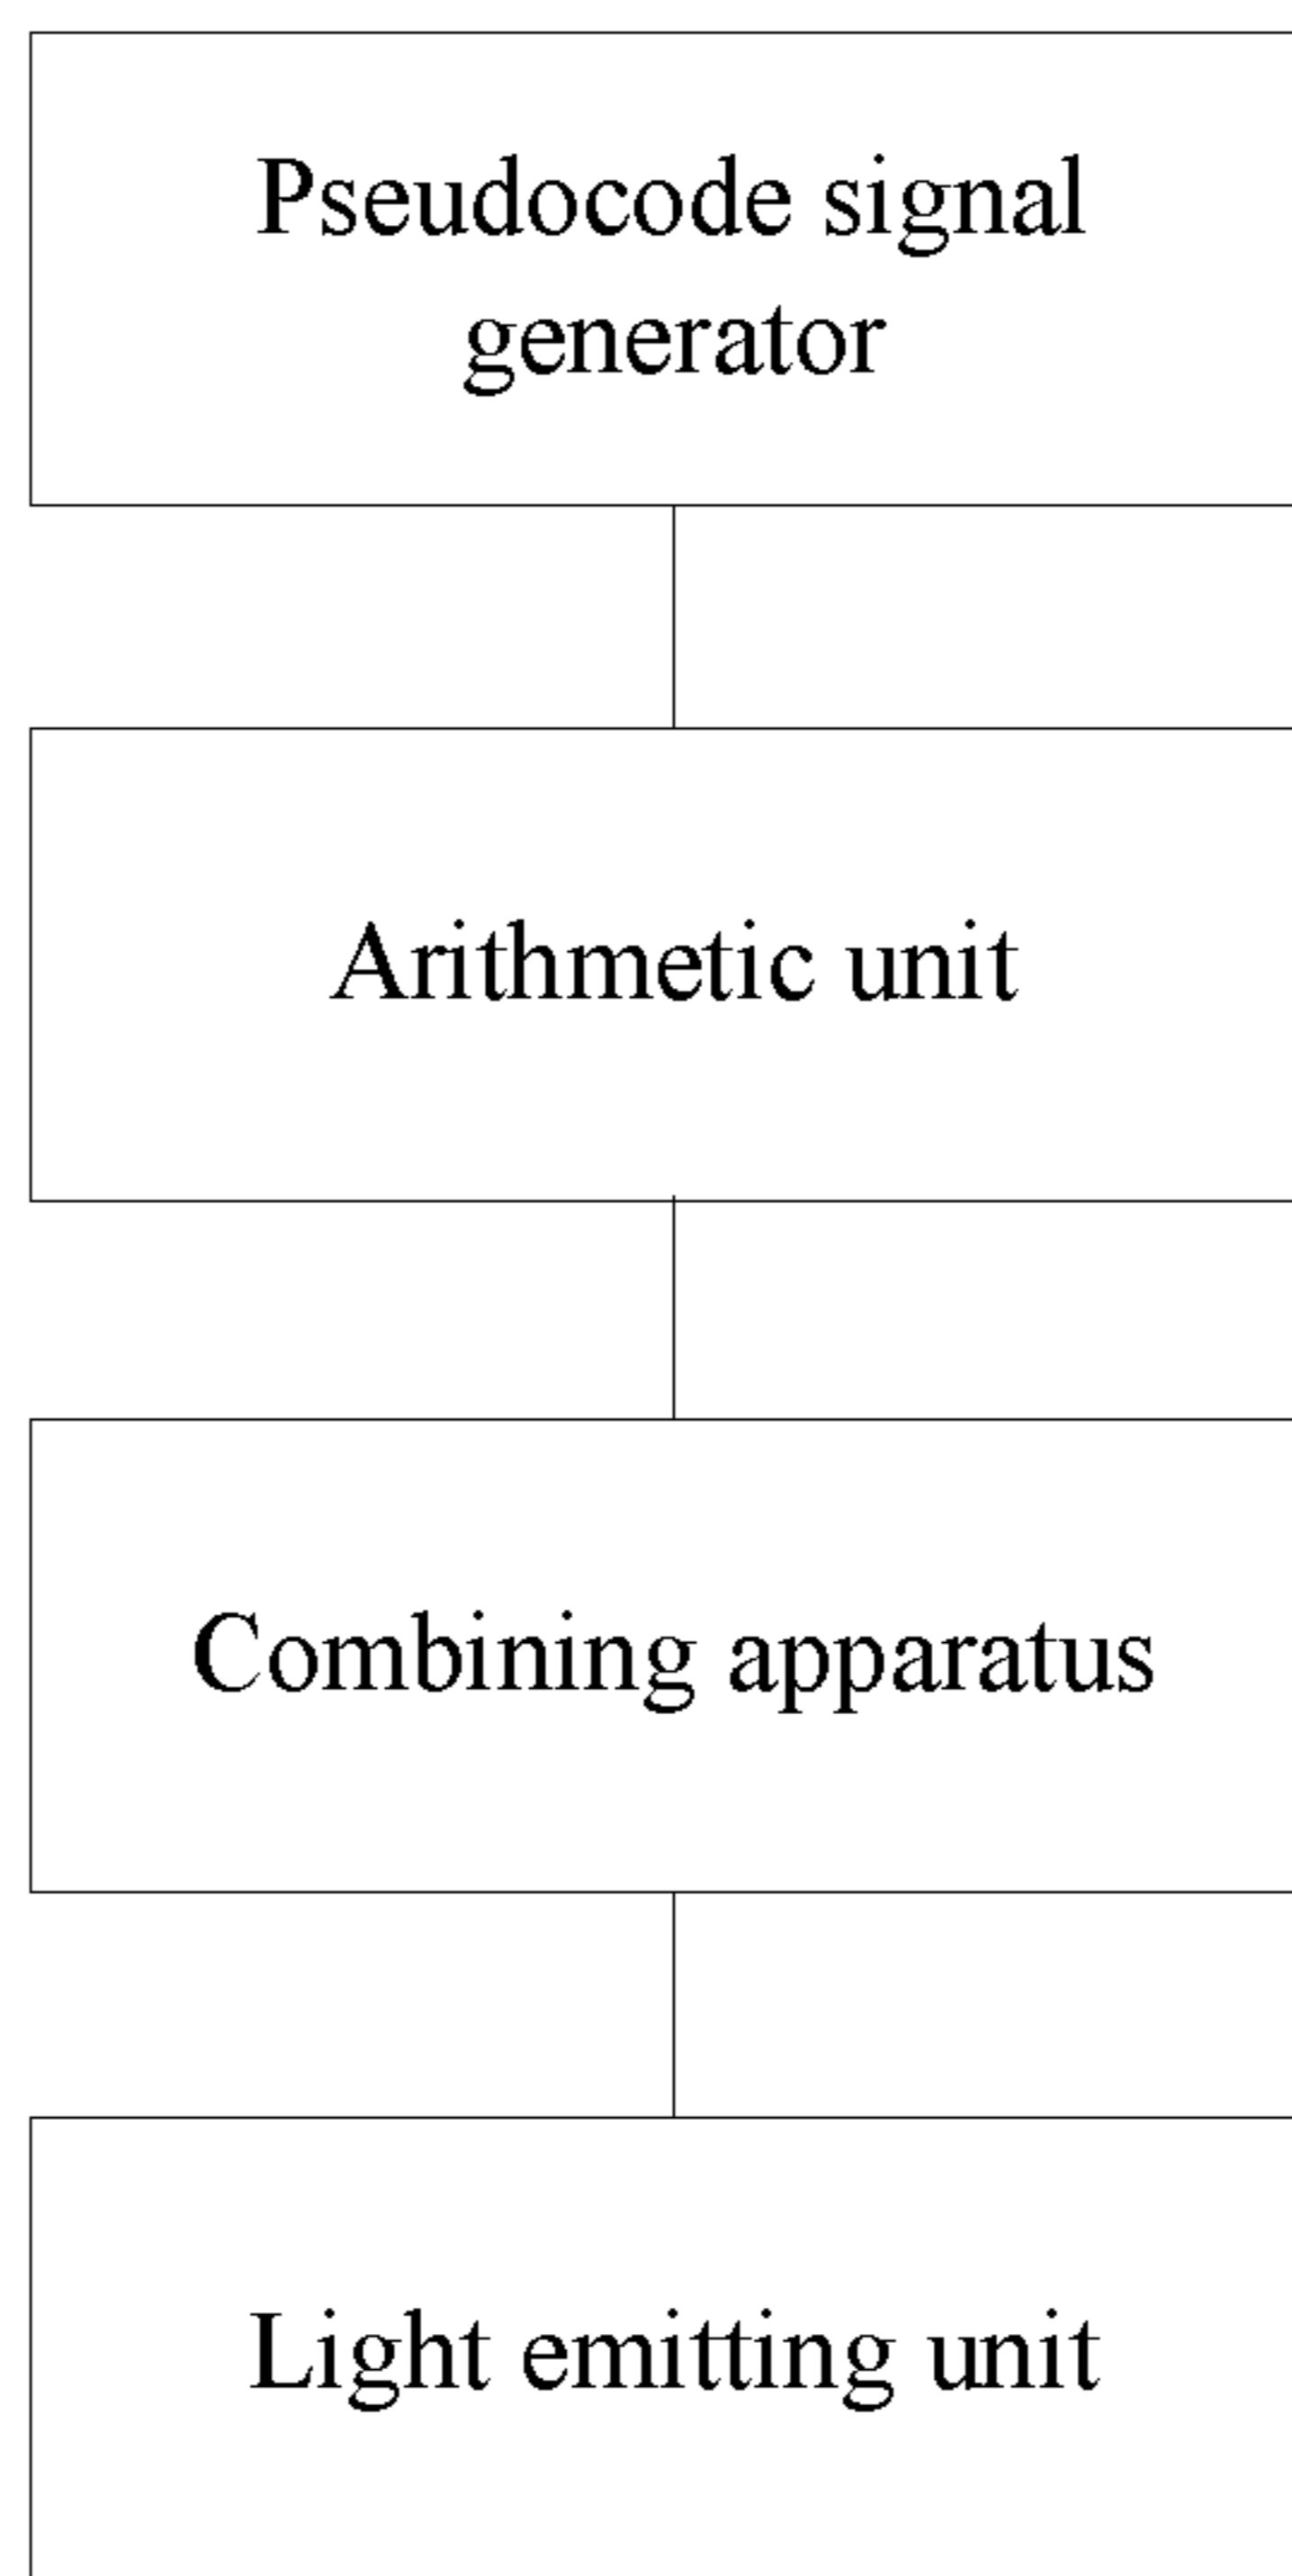 Pseudocode signal
generator
Arithmetic unit
Combining apparatus
Light emitting unit